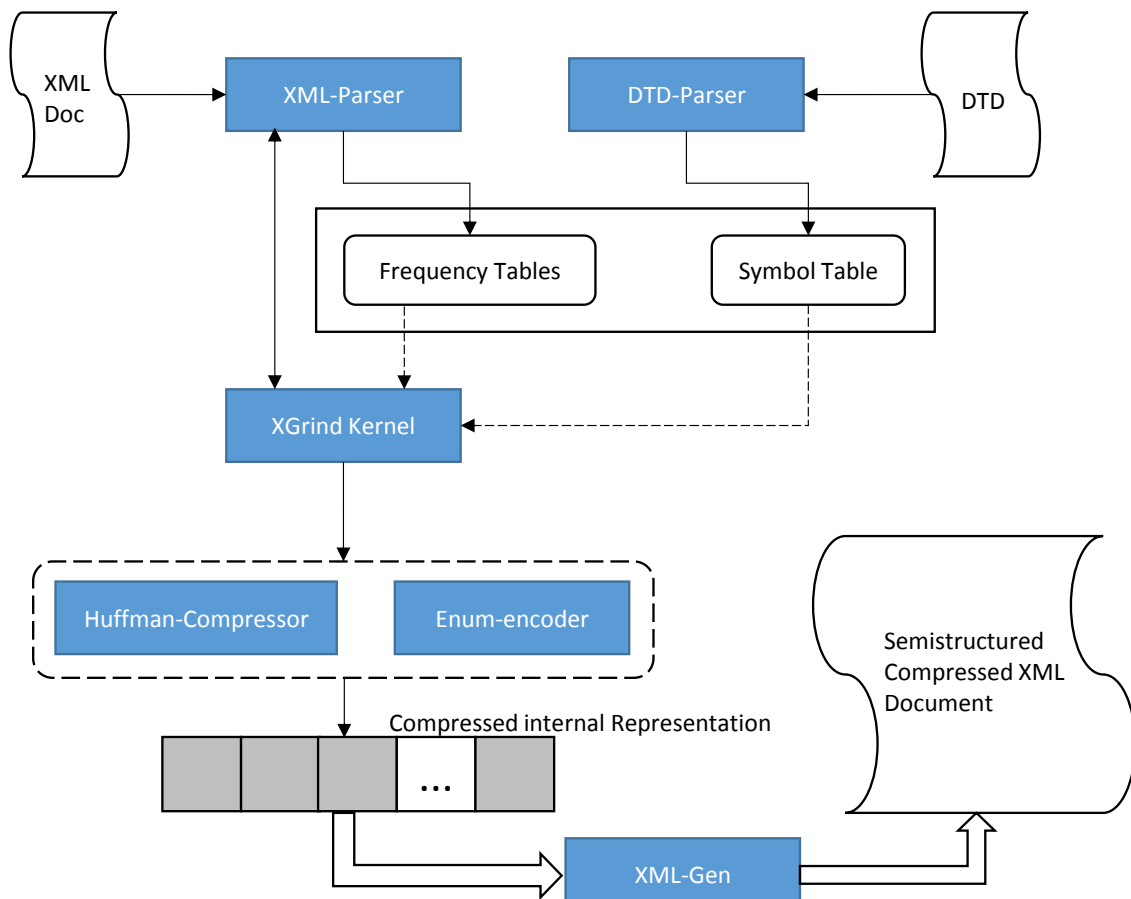 XML
Doc
XML-Parser
DTD-Parser
DTD
Frequency Tables
Symbol Table
XGrind Kernel
Huffman-Compressor
Enum-encoder
Semistructured
Compressed XML
Document
Compressed internal Representation
...
XML-Gen